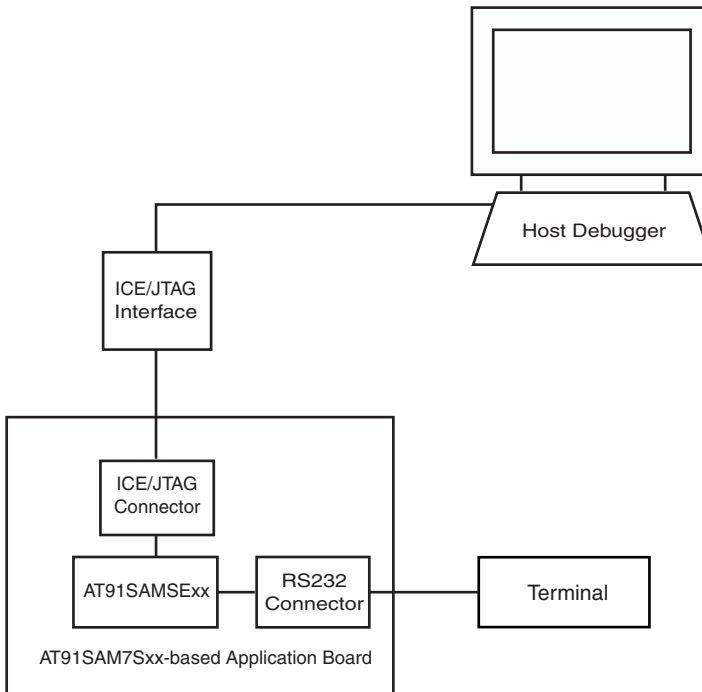 Host Debugger
ICE/JTAG
Interface
ICE/JTAG
Connector
AT91SAMSExx
RS232
Connector
Terminal
AT91SAM7Sxx-based Application Board